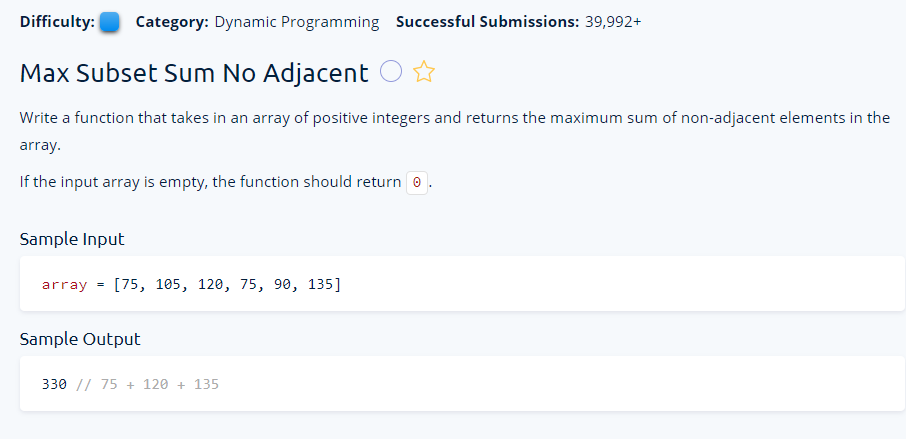 Difficulty: Category: Dynamic Programming Successful Submissions: 39,992+
Max Subset Sum No Adjacent
Write a function that takes in an array of positive integers and returns the maximum sum of non-adjacent elements in the
array.
If the input array is empty, the function should return 0 .
Sample Input
array = [75, 105, 120, 75, 90, 135]
Sample Output
330 // 75 + 120 + 135